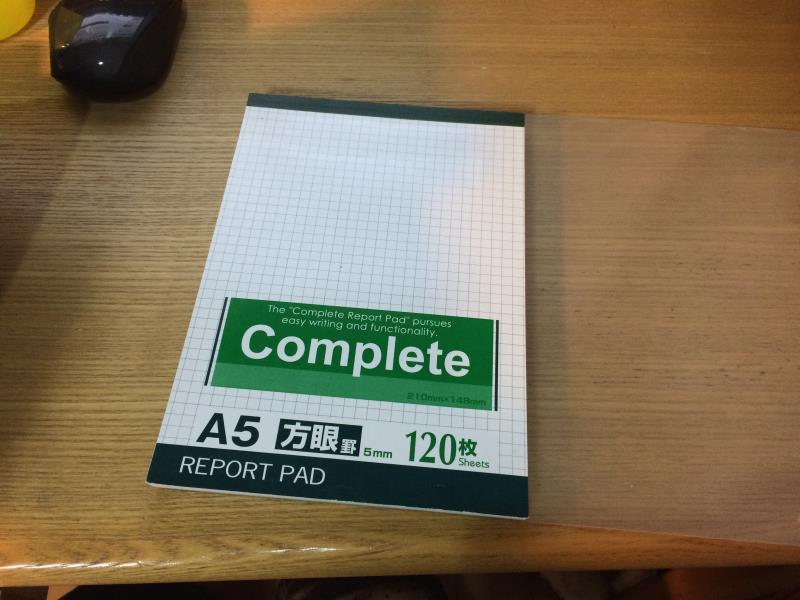 The "Complete Report Pad" pursues
easy writing and functionality.
Complete
210mm×148mm
A5 方眼罫 5mm 120枚 Sheets
REPORT PAD